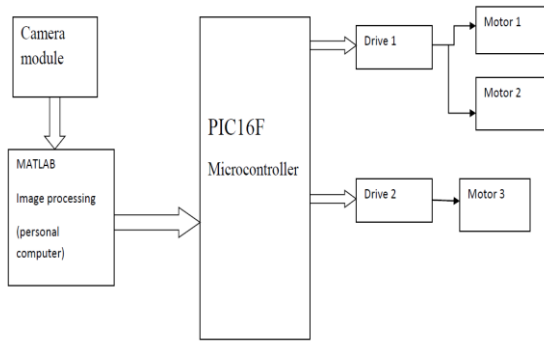 Camera
module
MATLAB
Image processing
(personal
computer)
PIC16F
Microcontroller
Drive 1
Motor 1
Motor 2
Drive 2
Motor 3